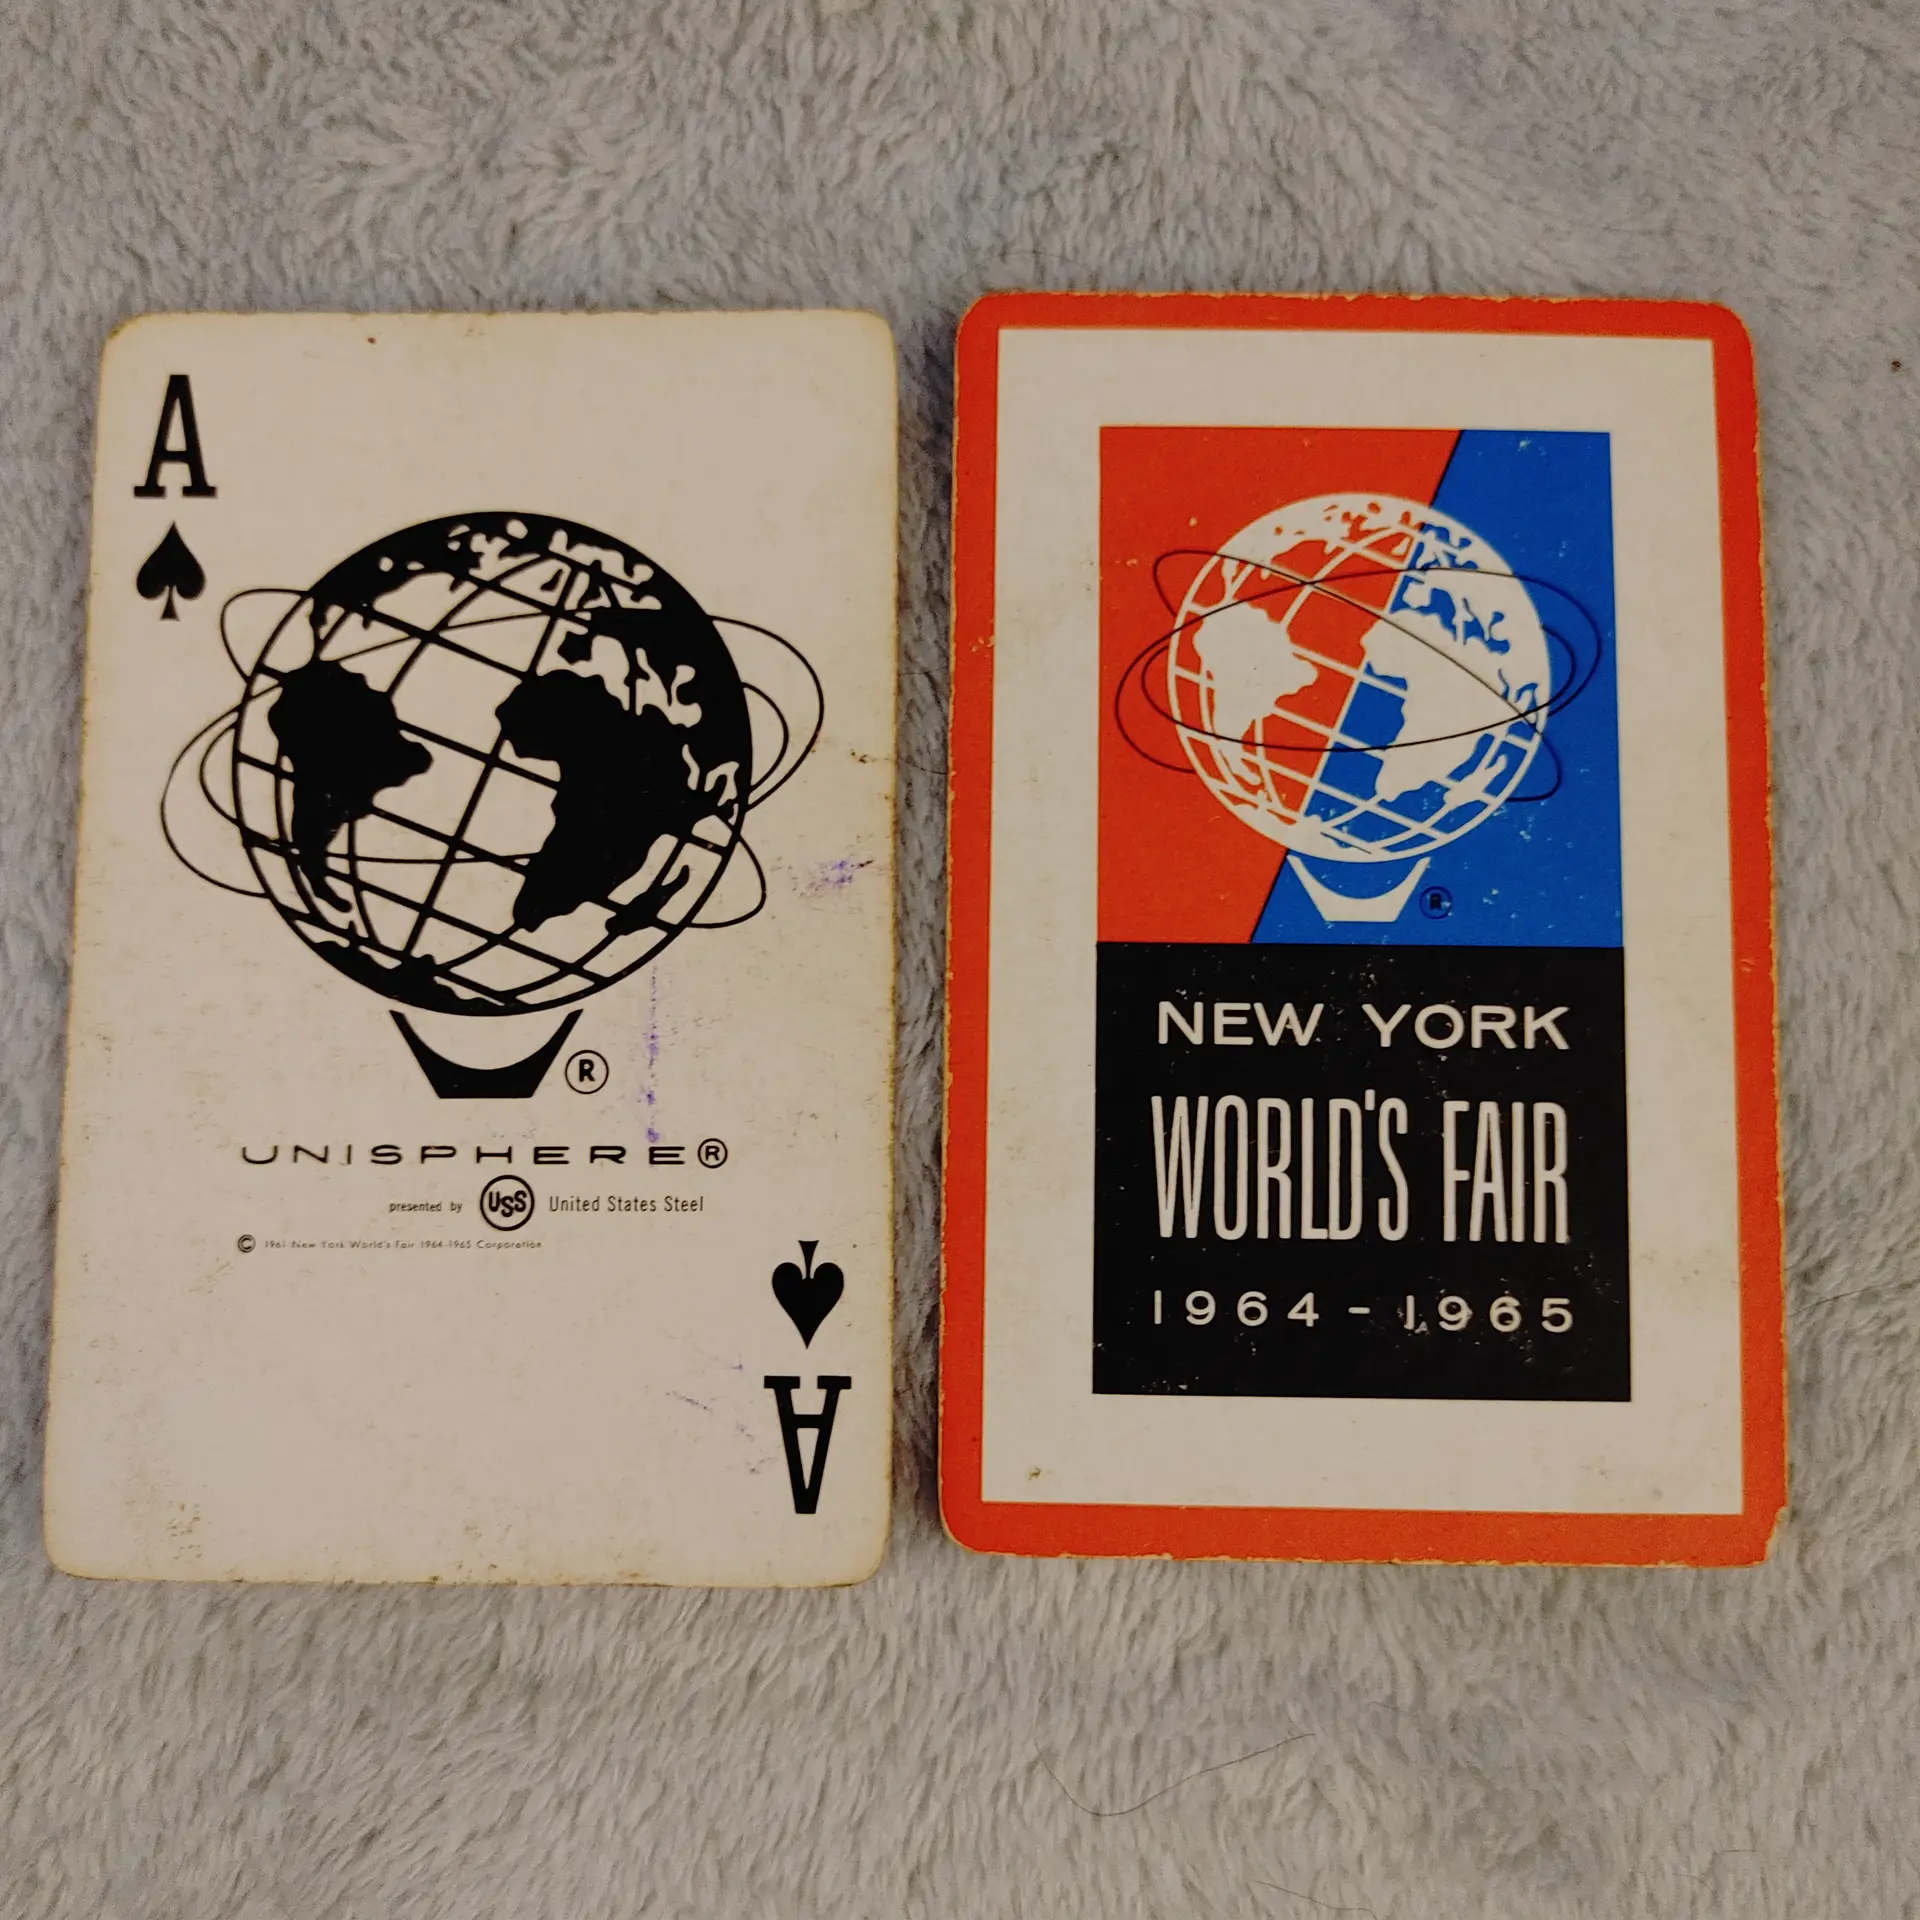 A
®
UNISPHERE®
presented by USS United States Steel
© 1961 New York World's Fair 1964-1965 Corporation
A
®
NEW YORK
WORLD'S FAIR
1964-1965